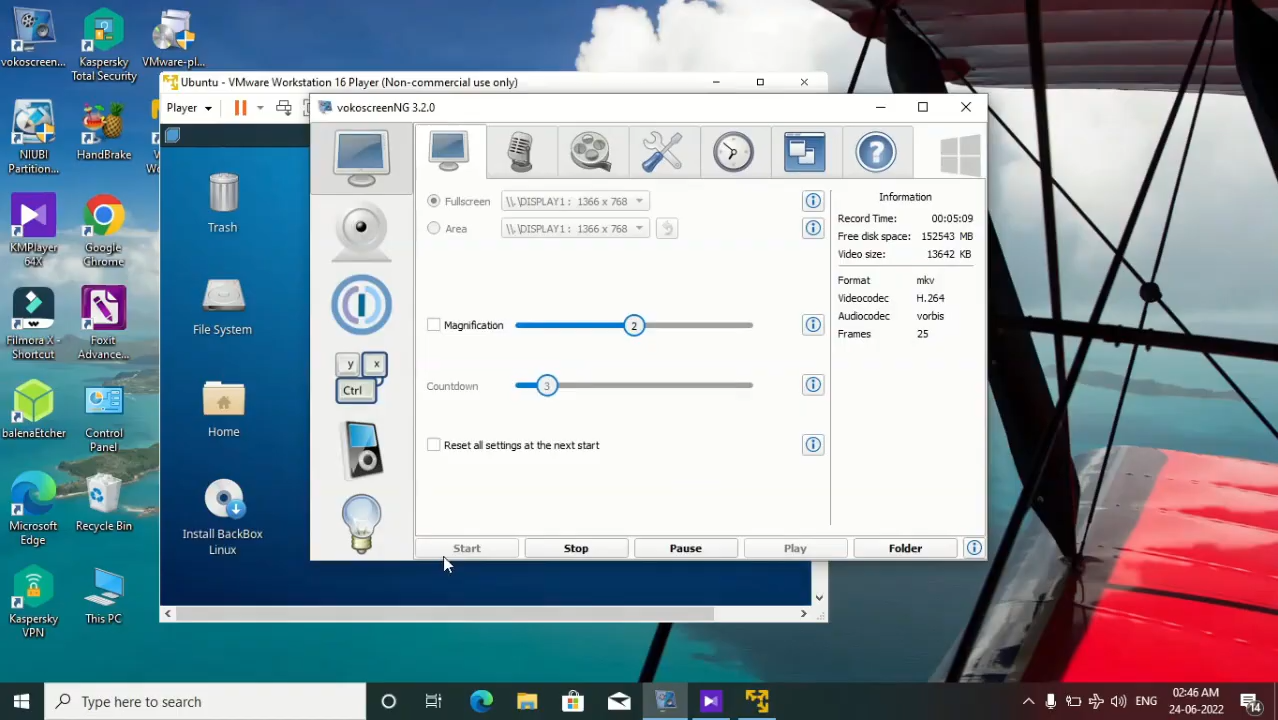 vokoscreen...
Kaspersky
Total Security
VMware-pl...
NIUBI
Partition...
HandBrake
KMPlayer
64X
Google
Chrome
Filmora X -
Shortcut
Foxit
Advance...
balenaEtcher
Control
Panel
Microsoft
Edge
Recycle Bin
Kaspersky
VPN
This PC
Ubuntu - VMware Workstation 16 Player (Non-commercial use only)
Player
Trash
File System
Home
Install BackBox
Linux
vokoscreenNG 3.2.0
y x
Ctrl
Fullscreen
\\.\DISPLAY1 : 1366 x 768
Area
\\.\DISPLAY1 : 1366 x 768
Magnification
2
Countdown
3
Reset all settings at the next start
Information
Record Time: 00:05:09
Free disk space: 152543 MB
Video size: 13642 KB
Format mkv
Videocodec H.264
Audiocodec vorbis
Frames 25
Start
Stop
Pause
Play
Folder
Type here to search
ENG
02:46 AM
24-06-2022
14